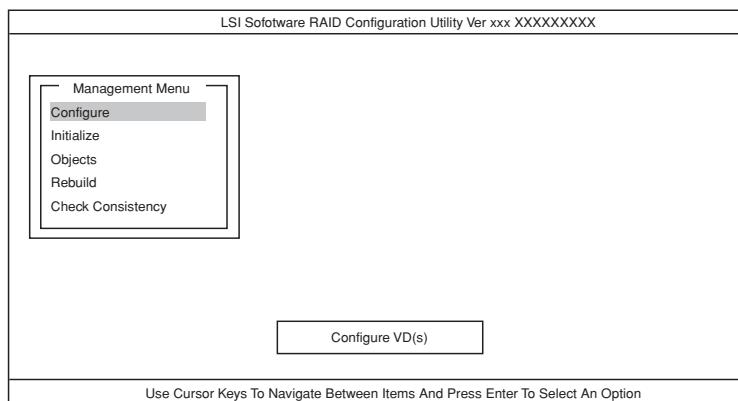 LSI Sofotware RAID Configuration Utility Ver xxx XXXXXXXXX
Management Menu
Configure
Initialize
Objects
Rebuild
Check Consistency
Configure VD(s)
Use Cursor Keys To Navigate Between Items And Press Enter To Select An Option